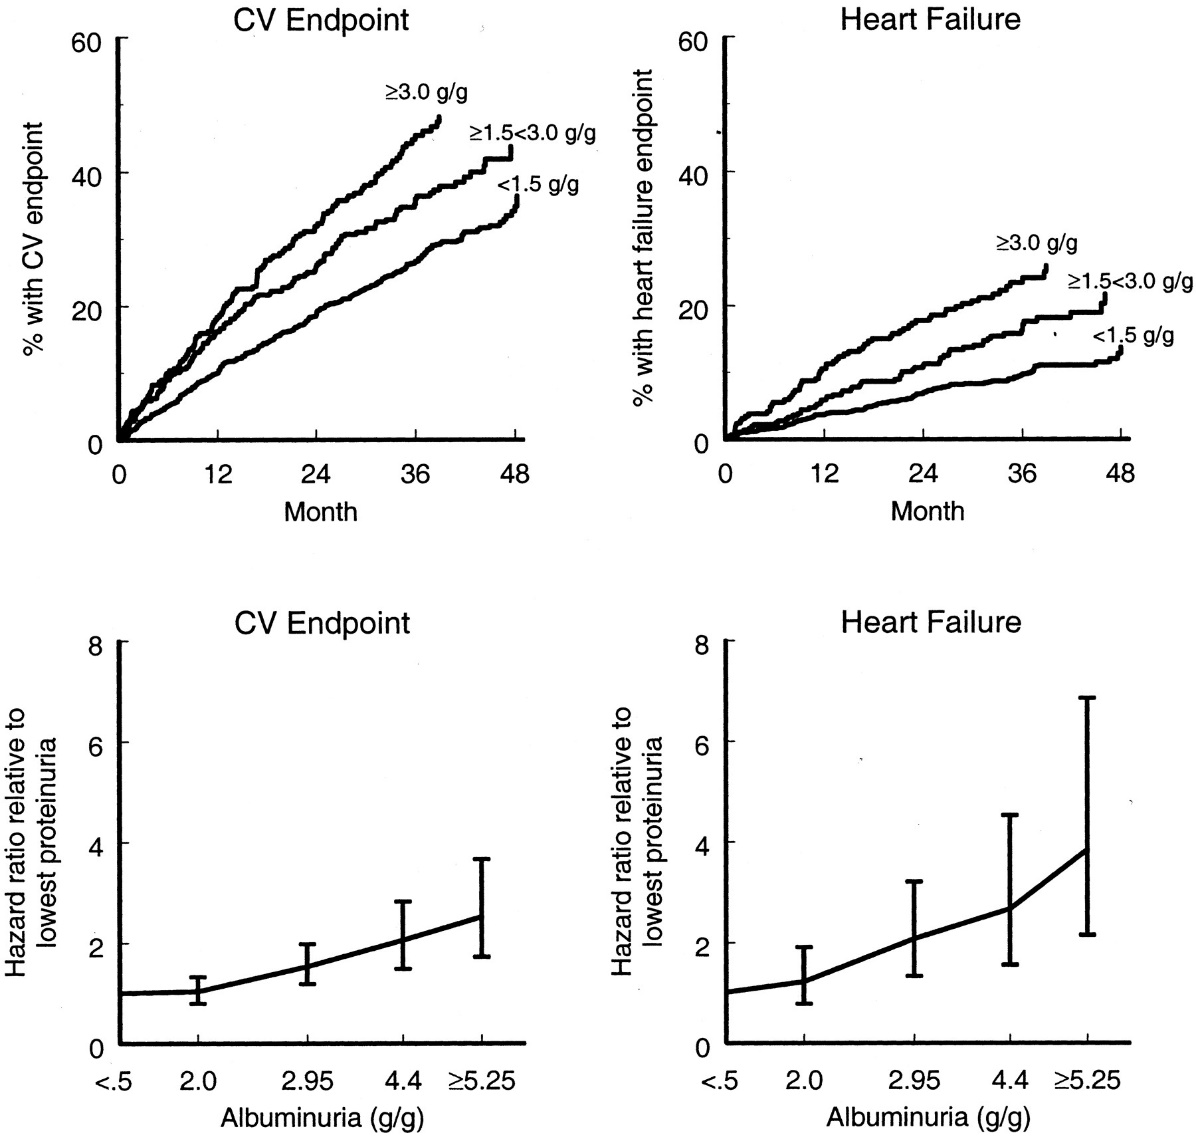 CV Endpoint
% with CV endpoint
60
40
20
0
≥3.0 g/g
≥1.5<3.0 g/g
<1.5 g/g
0 12 24 36 48
Month
Heart Failure
% with heart failure endpoint
60
40
20
0
≥3.0 g/g
≥1.5<3.0 g/g
<1.5 g/g
0 12 24 36 48
Month
CV Endpoint
Hazard ratio relative to
lowest proteinuria
8
6
4
2
0
<.5 2.0 2.95 4.4 ≥5.25
Albuminuria (g/g)
Heart Failure
Hazard ratio relative to
lowest proteinuria
8
6
4
2
0
<.5 2.0 2.95 4.4 ≥5.25
Albuminuria (g/g)